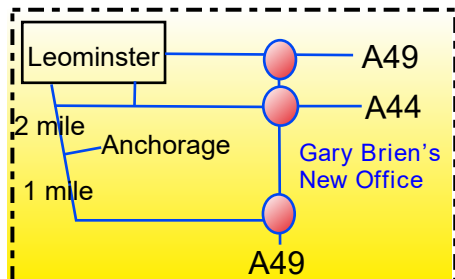 Leominster
A49
A44
2 mile
Anchorage
Gary Brien's
New Office
1 mile
A49